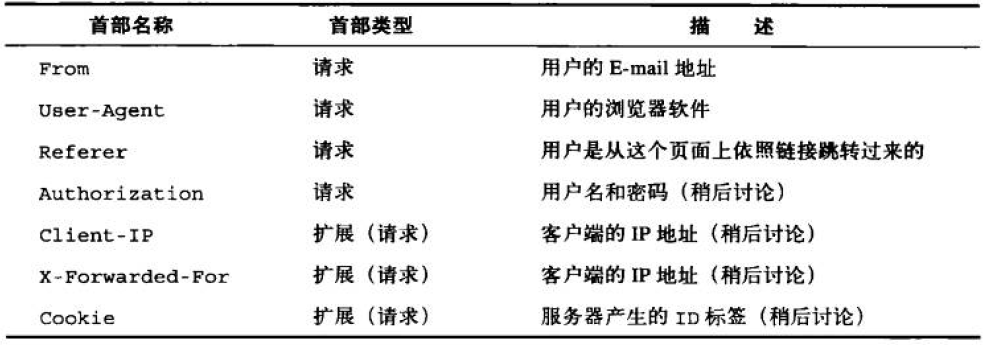 首部名称 首部类型 描 述
From 请求 用户的 E-mail 地址
User-Agent 请求 用户的浏览器软件
Referer 请求 用户是从这个页面上依照链接跳转过来的
Authorization 请求 用户名和密码（稍后讨论）
Client-IP 扩展（请求） 客户端的 IP 地址（稍后讨论）
X-Forwarded-For 扩展（请求） 客户端的 IP 地址（稍后讨论）
Cookie 扩展（请求） 服务器产生的 ID 标签（稍后讨论）